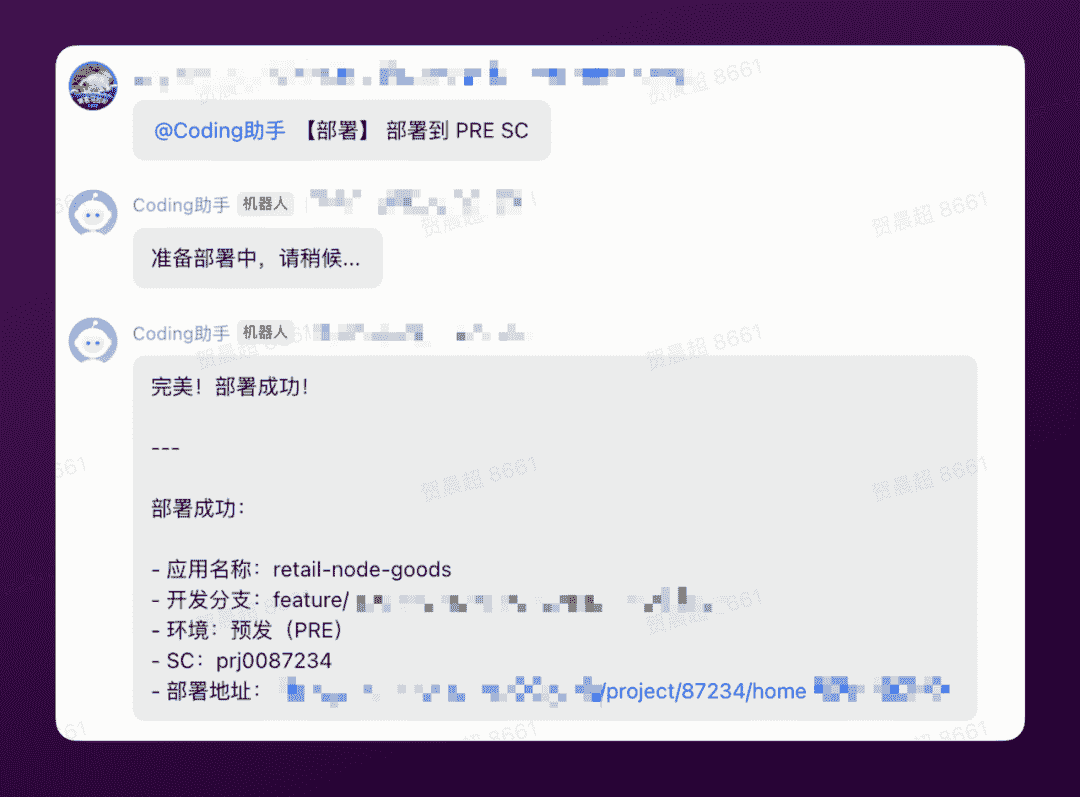 @Coding助手 【部署】 部署到 PRE SC
Coding助手 机器人
准备部署中，请稍候...
Coding助手 机器人
完美！部署成功！
---
部署成功：
- 应用名称：retail-node-goods
- 开发分支：feature/
- 环境：预发（PRE）
- SC：prj0087234
- 部署地址： /project/87234/home
贺晨超 8661